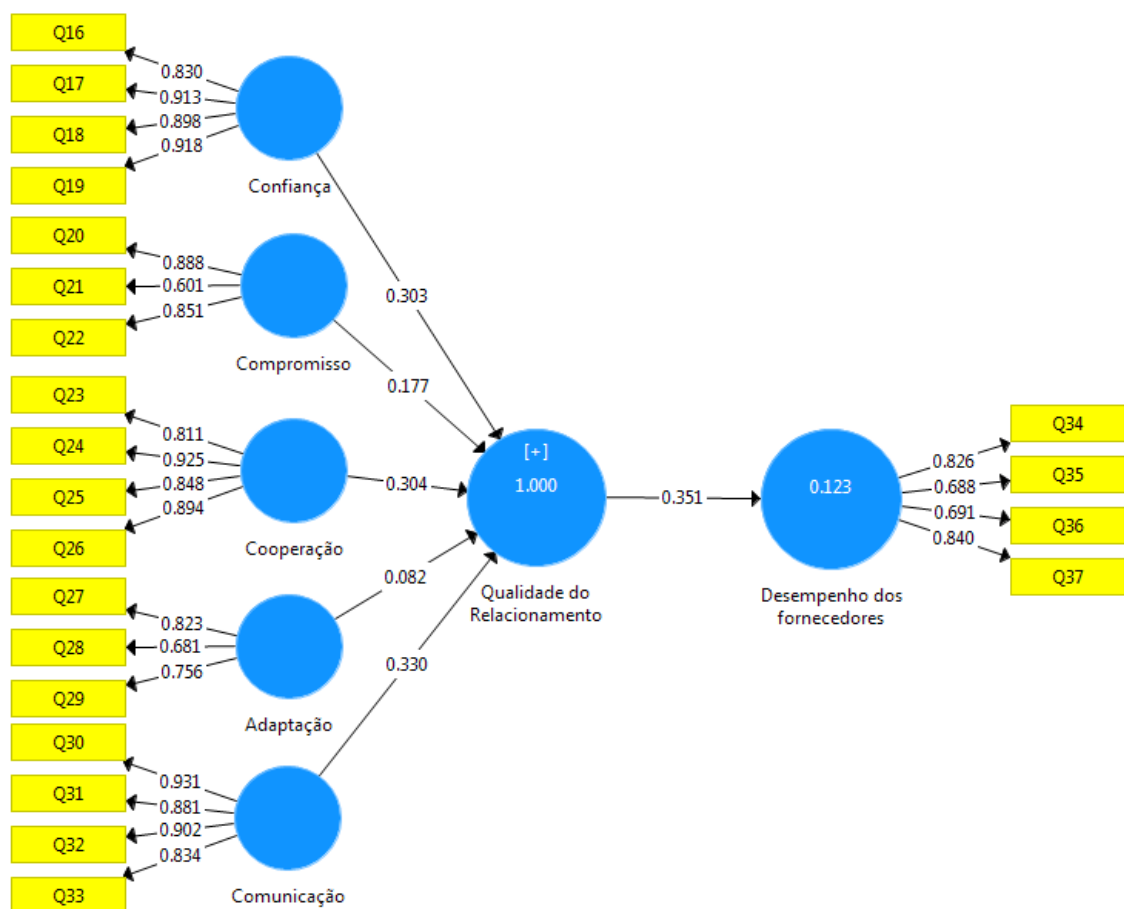 Q16
0.830
Q17
0.913
Q18
0.898
Q19
0.918
Confiança
0.303
Q20
0.888
Q21
0.601
Q22
0.851
Compromisso
0.177
Q23
0.811
Q24
0.925
Q25
0.848
Q26
0.894
Cooperação
0.304
Q27
0.823
Q28
0.681
Q29
0.756
Adaptação
0.082
Q30
0.931
Q31
0.881
Q32
0.902
Q33
0.834
Comunicação
0.330
[+]
1.000
Qualidade do
Relacionamento
0.351
0.123
Desempenho dos
fornecedores
Q34
0.826
Q35
0.688
Q36
0.691
Q37
0.840